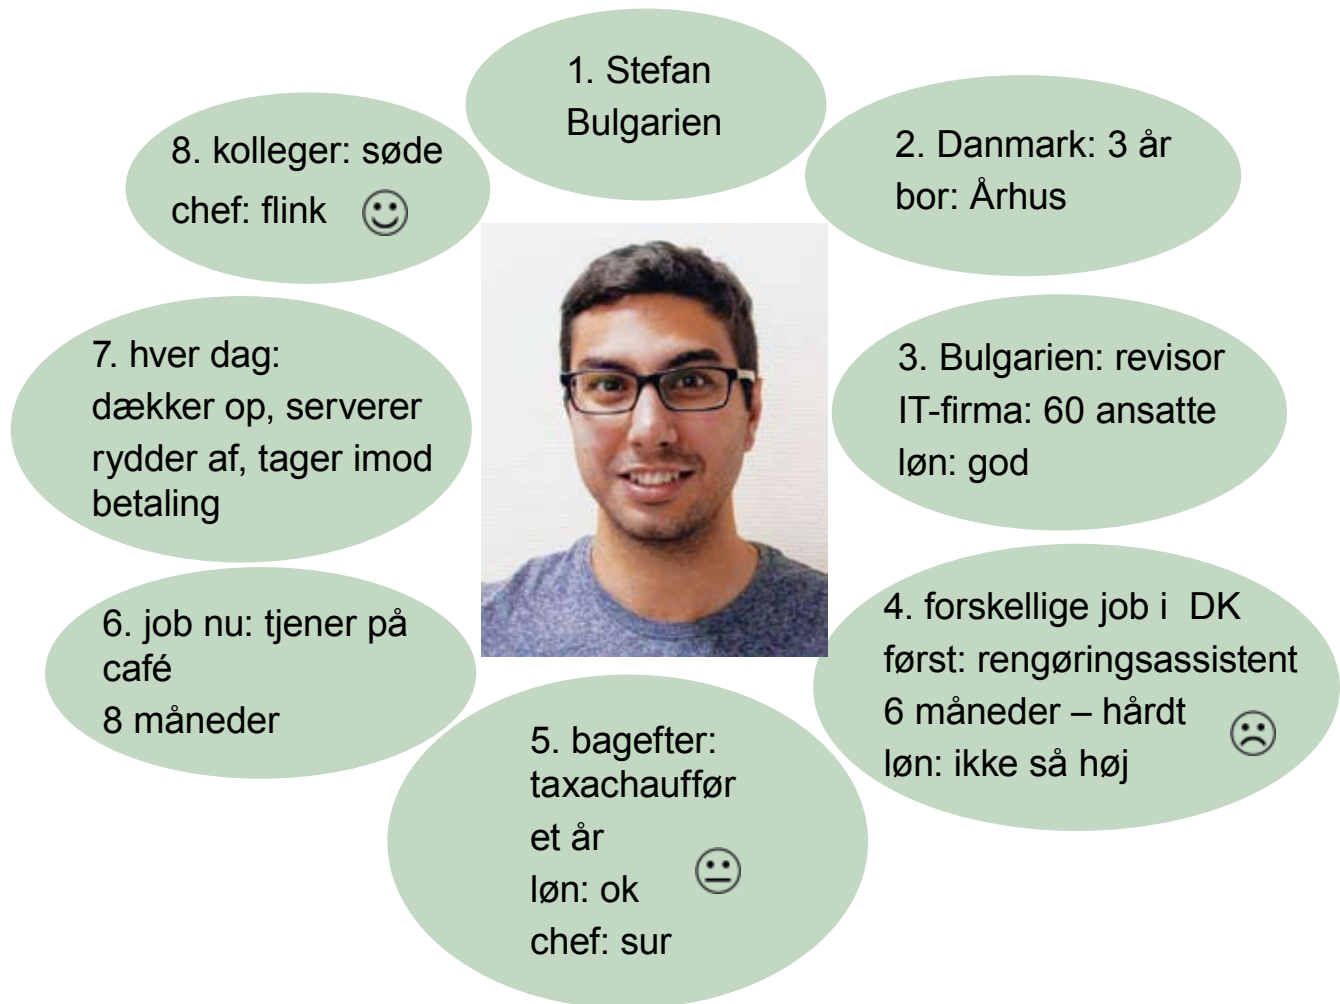 1. Stefan
Bulgarien
2. Danmark: 3 år
bor: Århus
3. Bulgarien: revisor
IT-firma: 60 ansatte
løn: god
4. forskellige job i DK
først: rengøringsassistent
6 måneder – hårdt
løn: ikke så høj
5. bagefter:
taxachauffør
et år
løn: ok
chef: sur
6. job nu: tjener på
café
8 måneder
7. hver dag:
dækker op, serverer
rydder af, tager imod
betaling
8. kolleger: søde
chef: flink